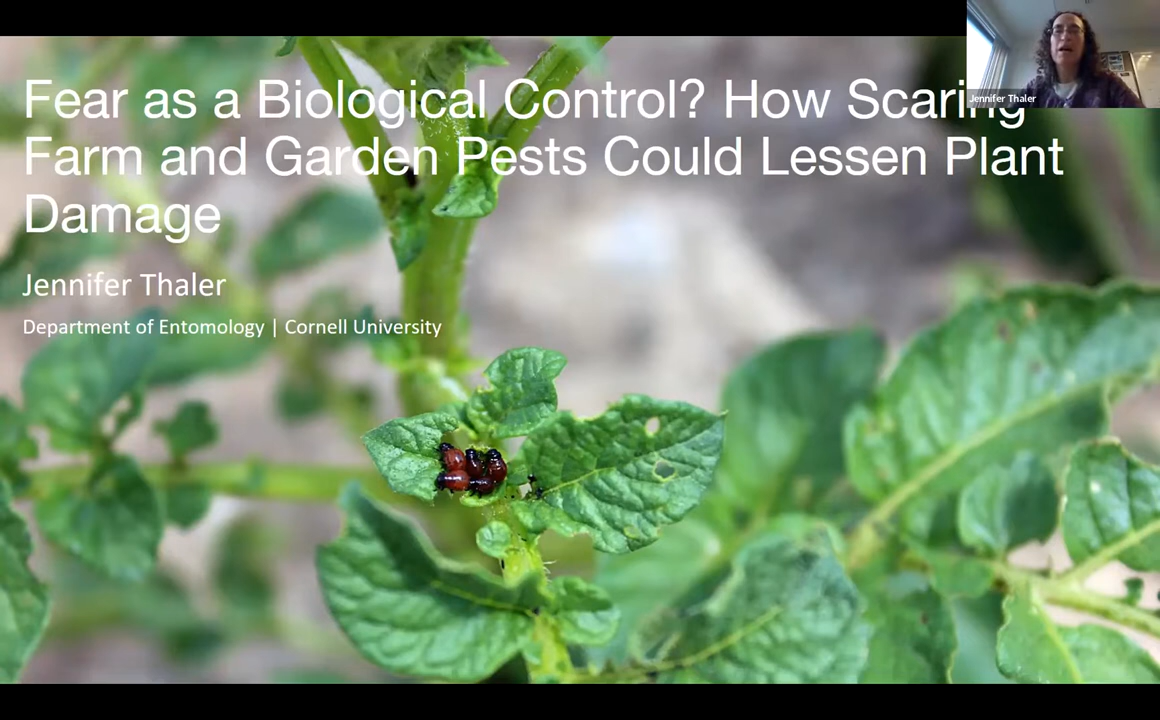 Fear as a Biological Control? How Scaring
Farm and Garden Pests Could Lessen Plant
Damage
Jennifer Thaler
Department of Entomology | Cornell University
Jennifer Thaler